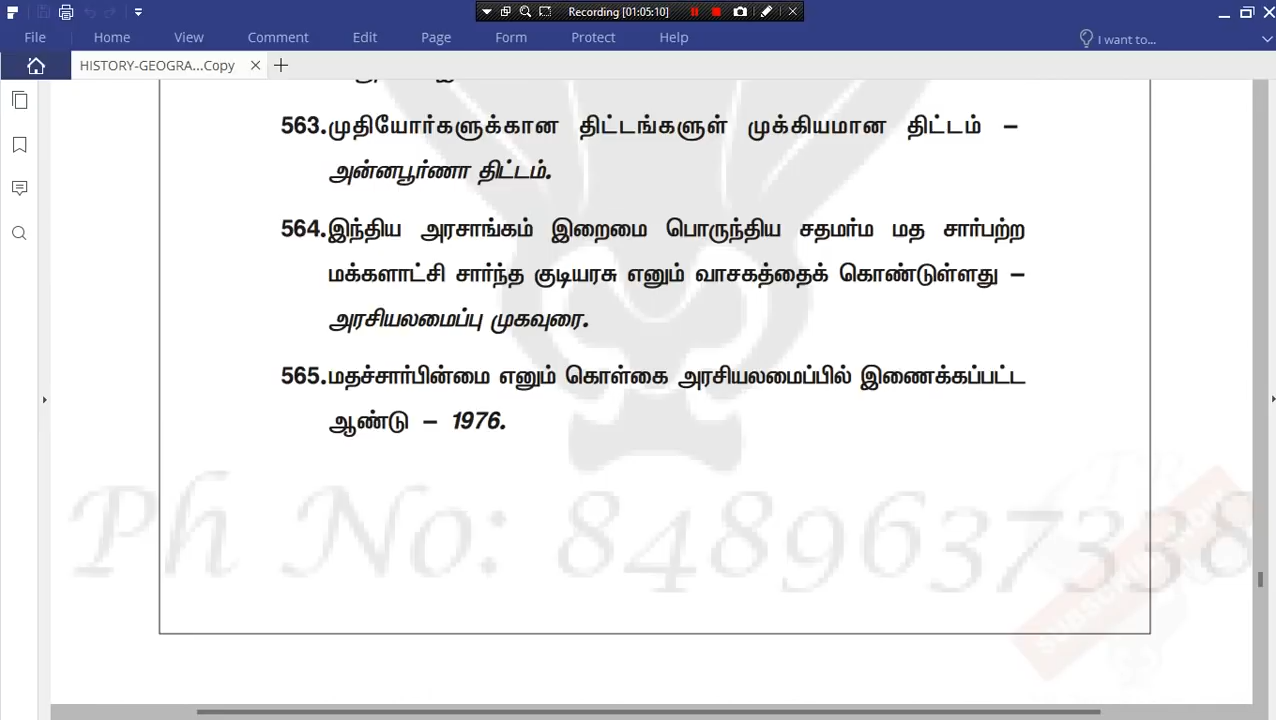 Recording [01:05:10]
File Home View Comment Edit Page Form Protect Help I want to...
HISTORY-GEOGRA...Copy
563.முதியோர்களுக்கான திட்டங்களுள் முக்கியமான திட்டம் –
அன்னபூர்ணா திட்டம்.
564.இந்திய அரசாங்கம் இறைமை பொருந்திய சதமர்ம மத சார்பற்ற
மக்களாட்சி சார்ந்த குடியரசு எனும் வாசகத்தைக் கொண்டுள்ளது –
அரசியலமைப்பு முகவுரை.
565.மதச்சார்பின்மை எனும் கொள்கை அரசியலமைப்பில் இணைக்கப்பட்ட
ஆண்டு – 1976.
Ph No: 8489637338